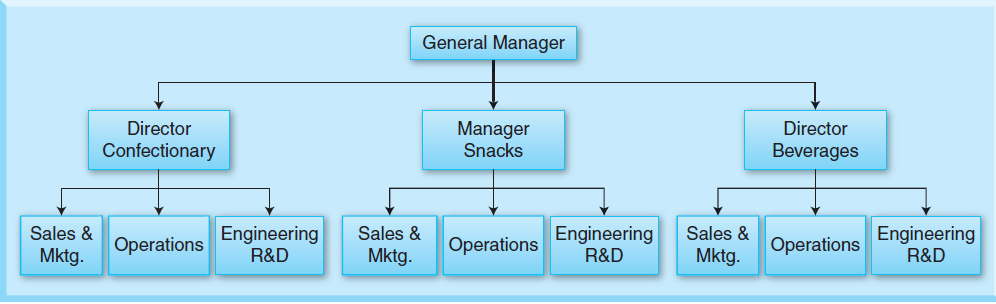 General Manager
Director
Confectionary
Manager
Snacks
Director
Beverages
Sales &
Mktg.
Operations
Engineering
R&D
Sales &
Mktg.
Operations
Engineering
R&D
Sales &
Mktg.
Operations
Engineering
R&D